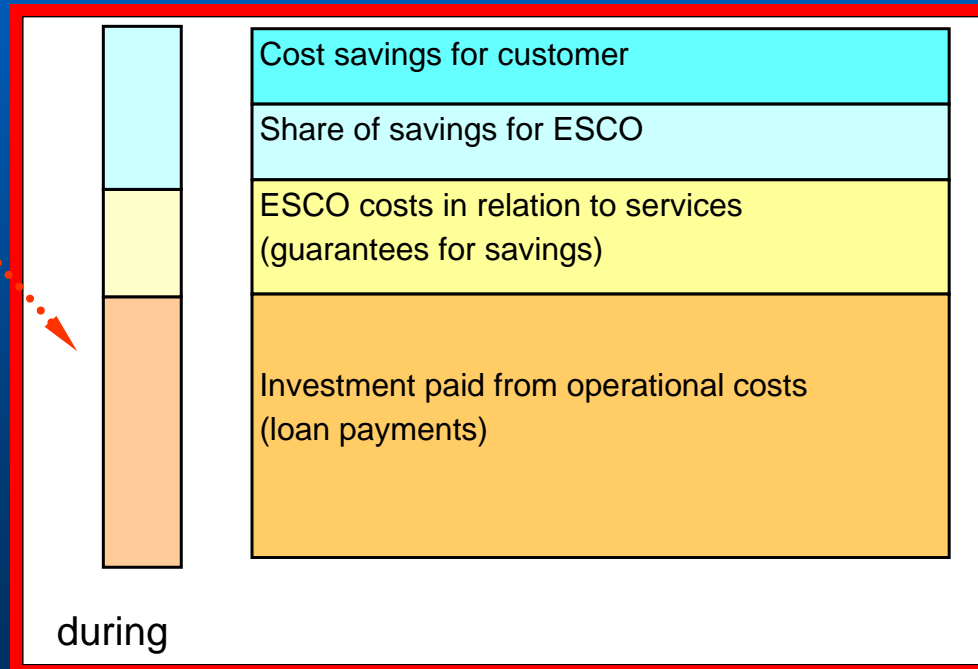 Cost savings for customer
Share of savings for ESCO
ESCO costs in relation to services
(guarantees for savings)
Investment paid from operational costs
(loan payments)
during